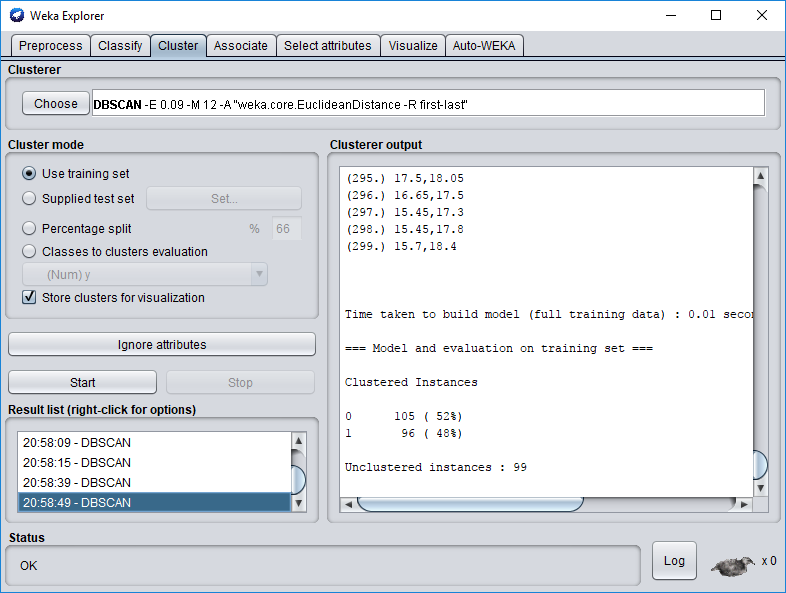 Weka Explorer
Preprocess Classify Cluster Associate Select attributes Visualize Auto-WEKA
Clusterer
Choose DBSCAN -E 0.09 -M 12 -A "weka.core.EuclideanDistance -R first-last"
Cluster mode
Use training set
Supplied test set Set...
Percentage split % 66
Classes to clusters evaluation
(Num) y
Store clusters for visualization
Ignore attributes
Start Stop
Result list (right-click for options)
20:58:09 - DBSCAN
20:58:15 - DBSCAN
20:58:39 - DBSCAN
20:58:49 - DBSCAN
Clusterer output
(295.) 17.5,18.05
(296.) 16.65,17.5
(297.) 15.45,17.3
(298.) 15.45,17.8
(299.) 15.7,18.4
Time taken to build model (full training data) : 0.01 secon
=== Model and evaluation on training set ===
Clustered Instances
0 105 ( 52%)
1 96 ( 48%)
Unclustered instances : 99
Status
OK
Log x 0